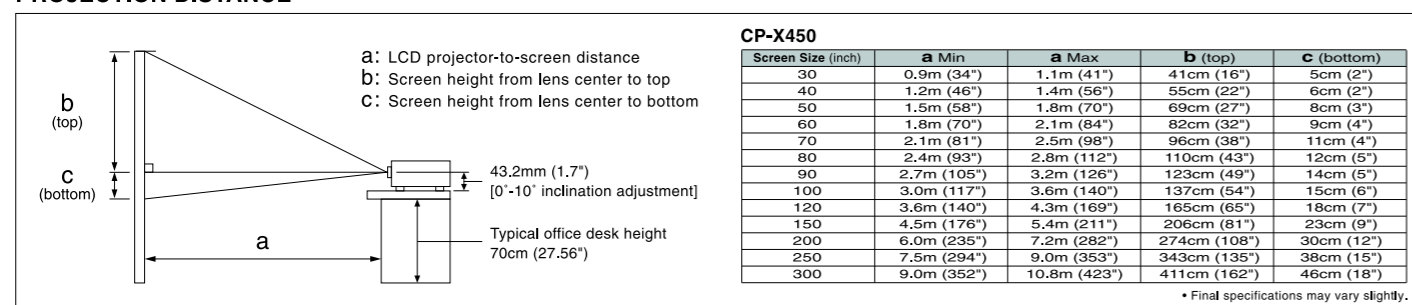 PROJECTION DISTANCE
a: LCD projector-to-screen distance
b: Screen height from lens center to top
c: Screen height from lens center to bottom
b
(top)
c
(bottom)
a
43.2mm (1.7")
[0˚-10˚ inclination adjustment]
Typical office desk height
70cm (27.56")
CP-X450
Screen Size (inch) a Min a Max b (top) c (bottom)
30 0.9m (34") 1.1m (41") 41cm (16") 5cm (2")
40 1.2m (46") 1.4m (56") 55cm (22") 6cm (2")
50 1.5m (58") 1.8m (70") 69cm (27") 8cm (3")
60 1.8m (70") 2.1m (84") 82cm (32") 9cm (4")
70 2.1m (81") 2.5m (98") 96cm (38") 11cm (4")
80 2.4m (93") 2.8m (112") 110cm (43") 12cm (5")
90 2.7m (105") 3.2m (126") 123cm (49") 14cm (5")
100 3.0m (117") 3.6m (140") 137cm (54") 15cm (6")
120 3.6m (140") 4.3m (169") 165cm (65") 18cm (7")
150 4.5m (176") 5.4m (211") 206cm (81") 23cm (9")
200 6.0m (235") 7.2m (282") 274cm (108") 30cm (12")
250 7.5m (294") 9.0m (353") 343cm (135") 38cm (15")
300 9.0m (352") 10.8m (423") 411cm (162") 46cm (18")
• Final specifications may vary slightly.